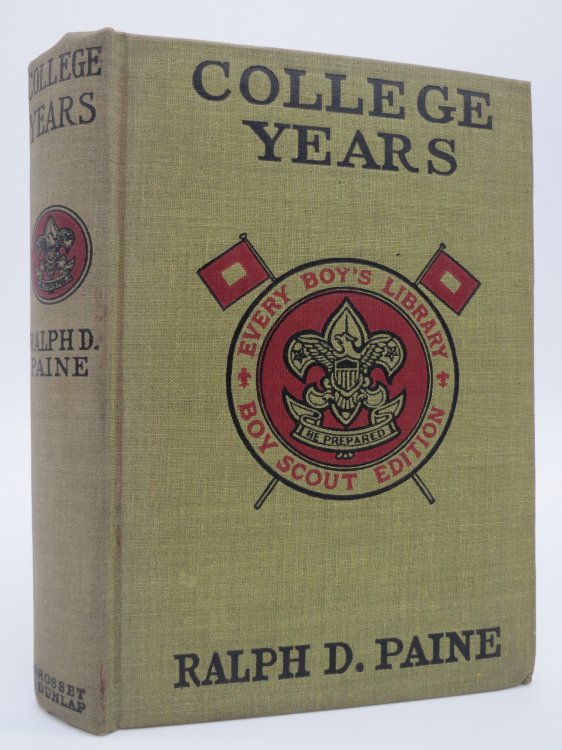 COLLEGE
YEARS
RALPH D.
PAINE
GROSSET
DUNLAP
COLLEGE
YEARS
EVERY BOY'S LIBRARY
BE PREPARED
BOY SCOUT EDITION
RALPH D. PAINE